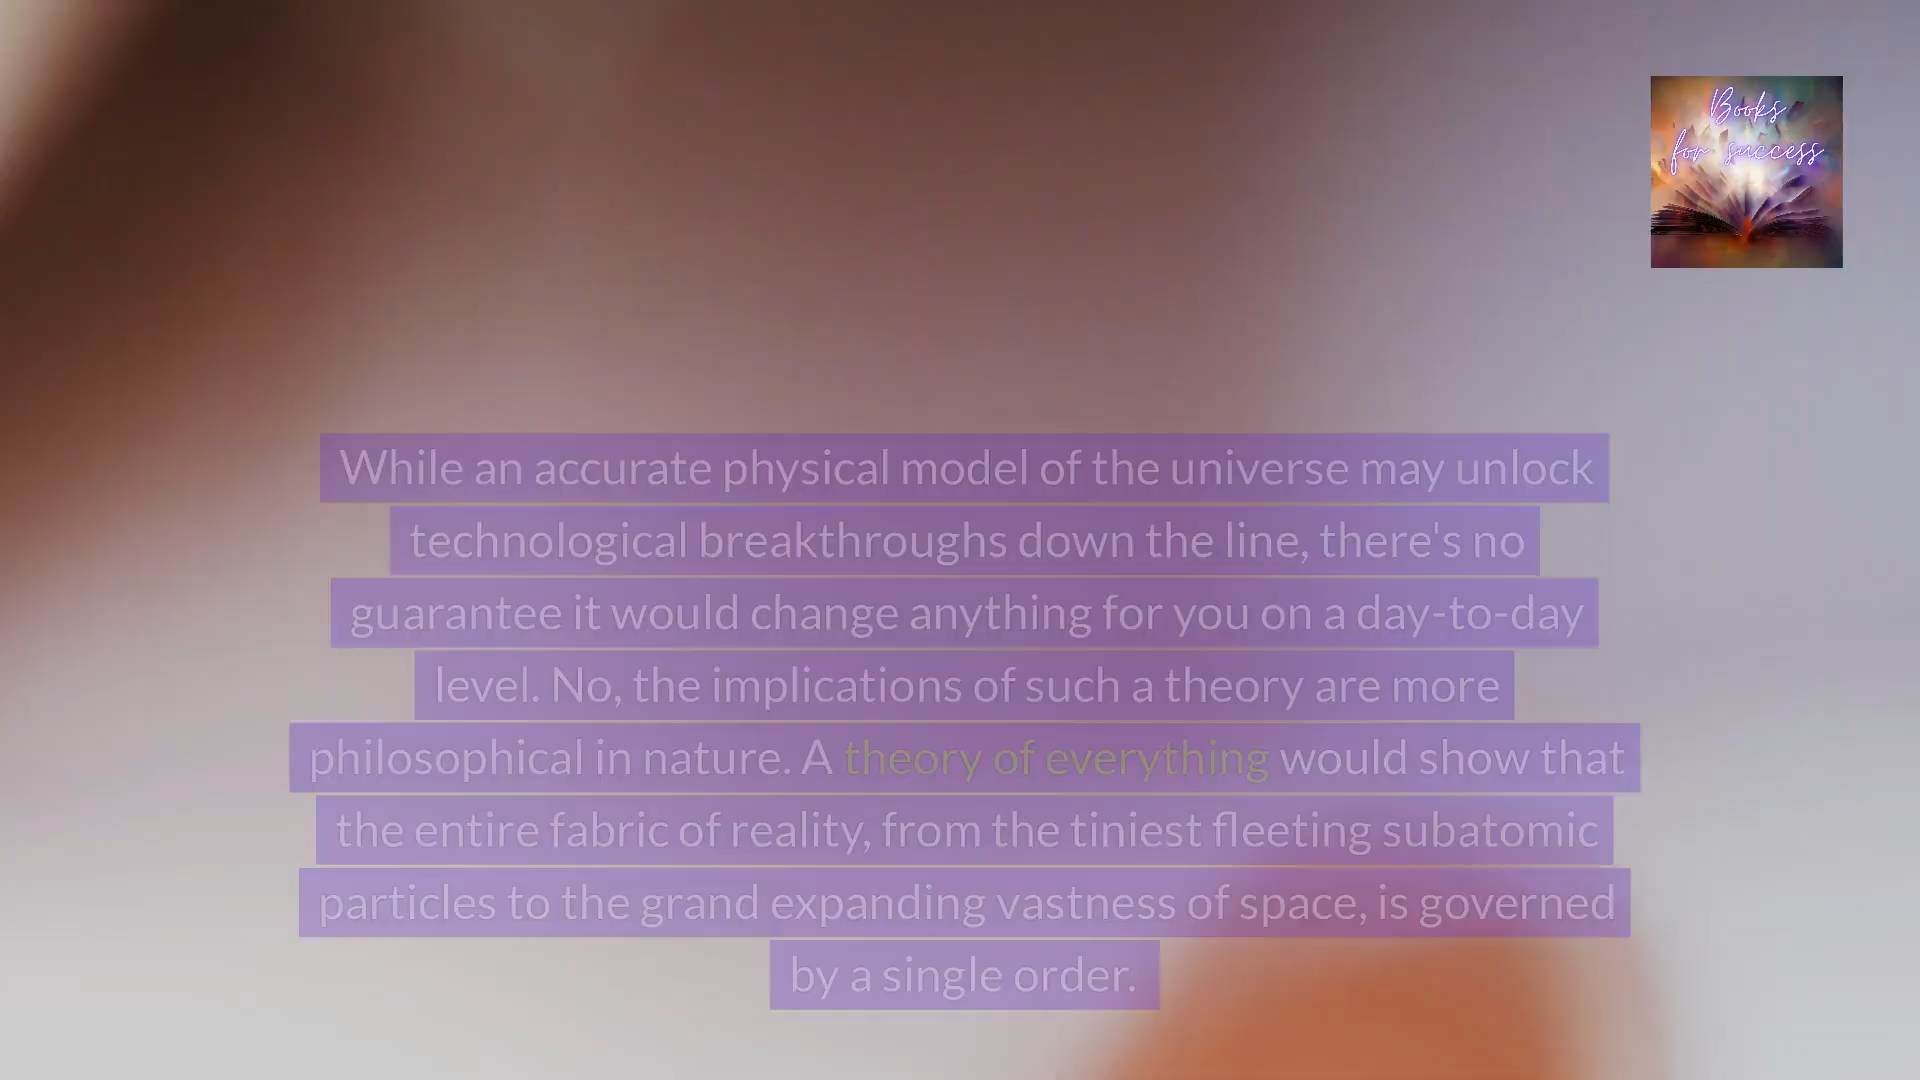 Books
for success
While an accurate physical model of the universe may unlock
technological breakthroughs down the line, there's no
guarantee it would change anything for you on a day-to-day
level. No, the implications of such a theory are more
philosophical in nature. A theory of everything would show that
the entire fabric of reality, from the tiniest fleeting subatomic
particles to the grand expanding vastness of space, is governed
by a single order.